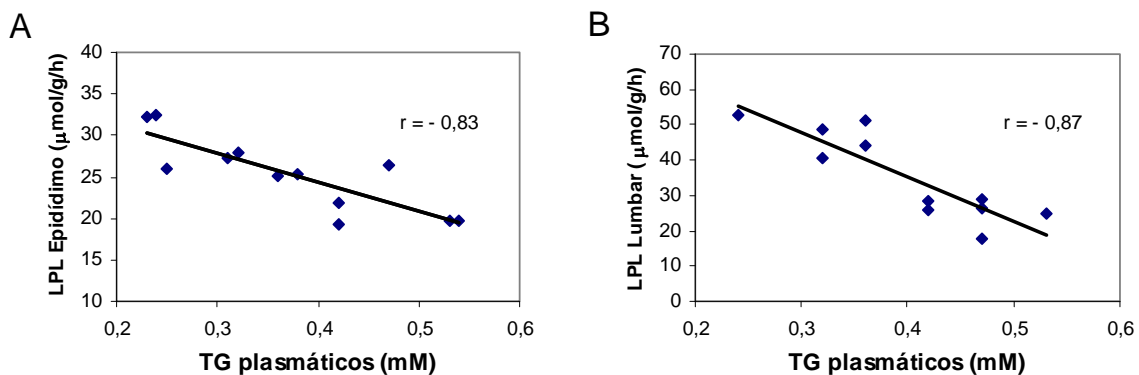 A
LPL Epidídimo (μmol/g/h)
40
35
30
25
20
15
10
r = - 0,83
0,2 0,3 0,4 0,5 0,6
TG plasmáticos (mM)
B
LPL Lumbar ( μmol/g/h)
70
60
50
40
30
20
10
0
r = - 0,87
0,2 0,3 0,4 0,5 0,6
TG plasmáticos (mM)